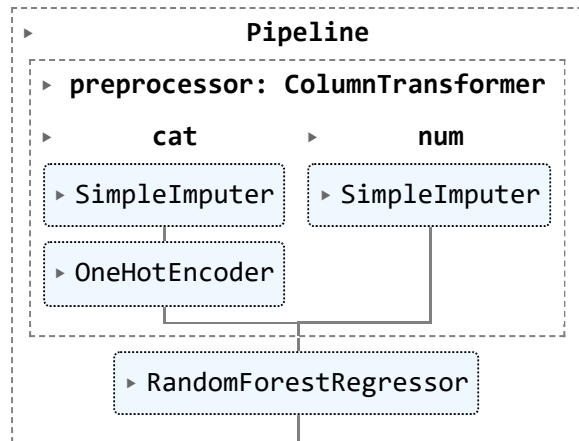 ▸ Pipeline
▸ preprocessor: ColumnTransformer
▸ cat ▸ num
▸ SimpleImputer ▸ SimpleImputer
▸ OneHotEncoder
▸ RandomForestRegressor